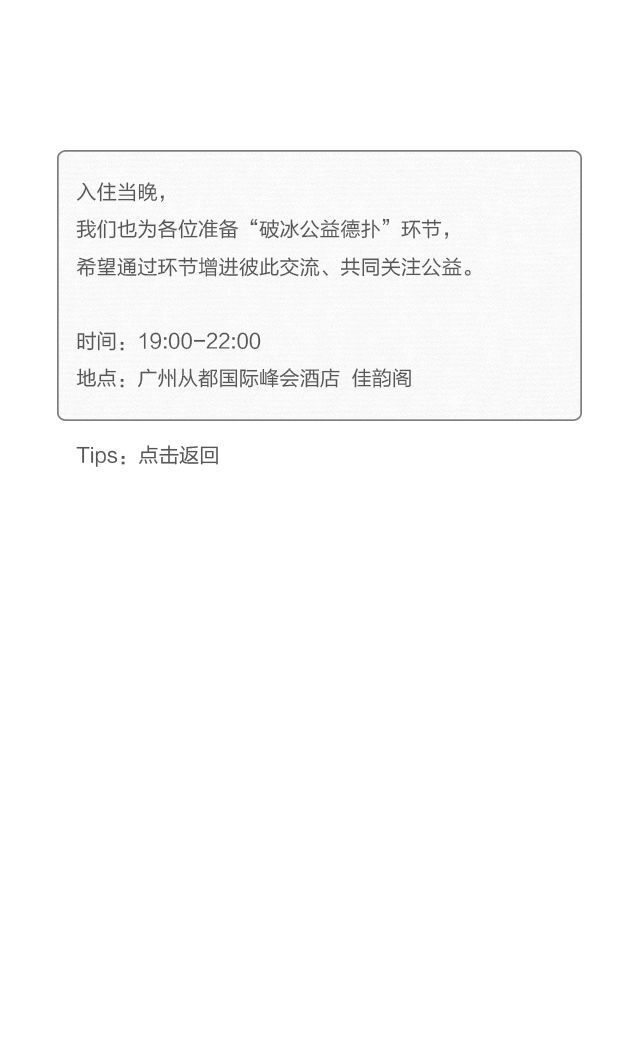 入住当晚，
我们也为各位准备“破冰公益德扑”环节，
希望通过环节增进彼此交流、共同关注公益。
时间：19:00-22:00
地点：广州从都国际峰会酒店 佳韵阁
Tips：点击返回